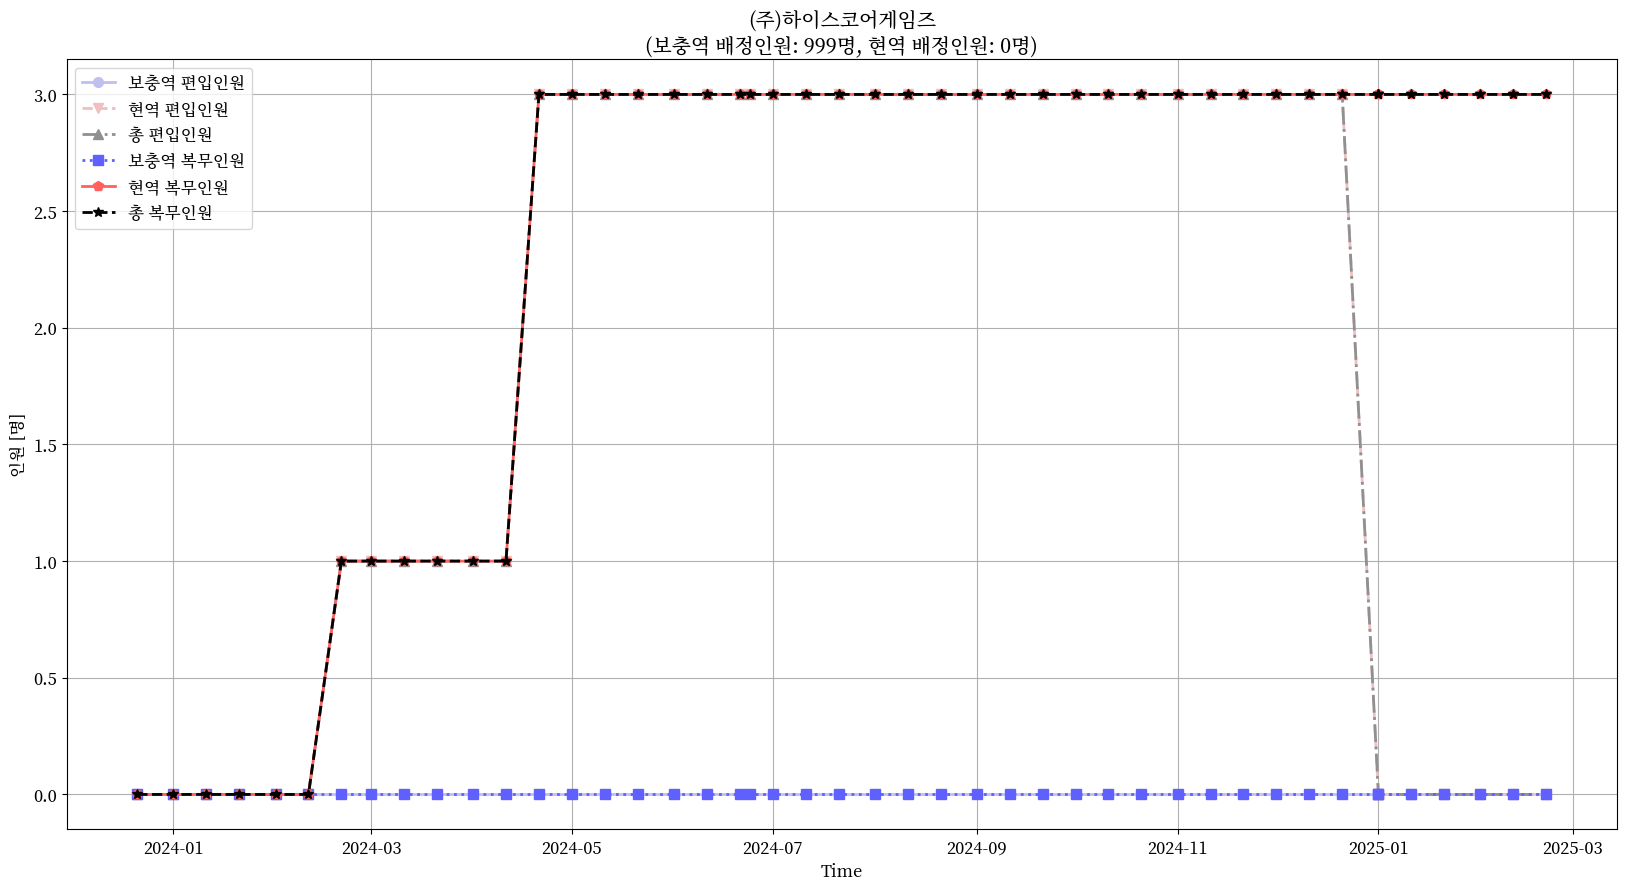 (주)하이스코어게임즈
(보충역 배정인원: 999명, 현역 배정인원: 0명)
보충역 편입인원
현역 편입인원
총 편입인원
보충역 복무인원
현역 복무인원
총 복무인원
3.0
2.5
2.0
1.5
1.0
0.5
0.0
인원 [명]
2024-01 2024-03 2024-05 2024-07 2024-09 2024-11 2025-01 2025-03
Time